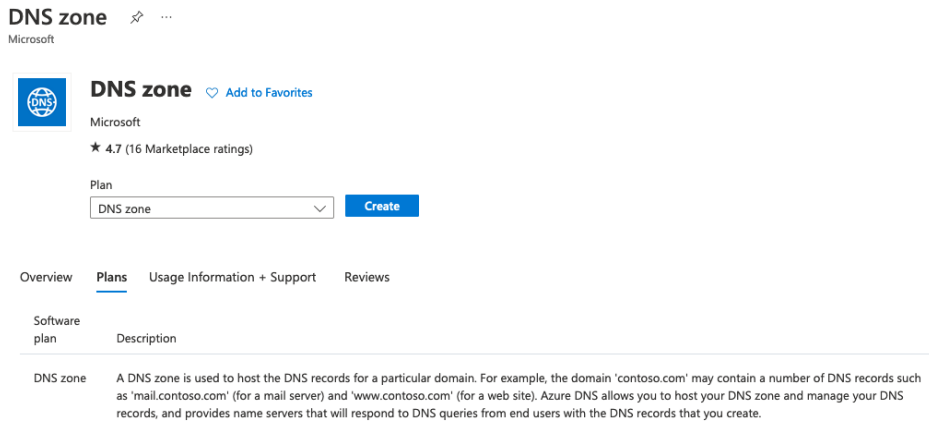 DNS zone
Microsoft
DNS
DNS zone
Add to Favorites
Microsoft
★ 4.7 (16 Marketplace ratings)
Plan
DNS zone
Create
Overview Plans Usage Information + Support Reviews
Software
plan Description
DNS zone A DNS zone is used to host the DNS records for a particular domain. For example, the domain 'contoso.com' may contain a number of DNS records such
as 'mail.contoso.com' (for a mail server) and 'www.contoso.com' (for a web site). Azure DNS allows you to host your DNS zone and manage your DNS
records, and provides name servers that will respond to DNS queries from end users with the DNS records that you create.